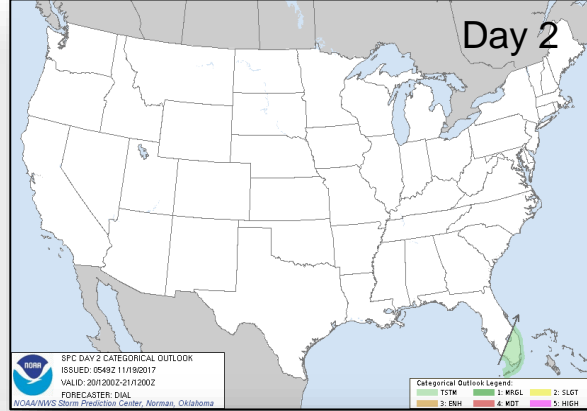 Day 2
NOAA
SPC DAY 2 CATEGORICAL OUTLOOK
ISSUED: 0549Z 11/19/2017
VALID: 20/1200Z-21/1200Z
FORECASTER: DIAL
NOAA/NWS Storm Prediction Center, Norman, Oklahoma
Categorical Outlook Legend:
TSTM 1: MRGL 2: SLGT
3: ENH 4: MDT 5: HIGH